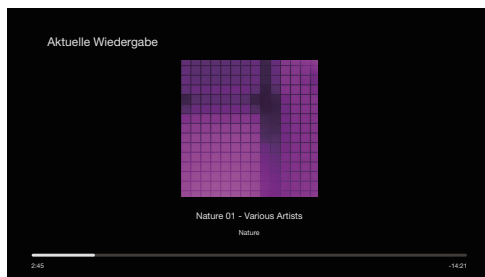 Aktuelle Wiedergabe
Nature 01 - Various Artists
Nature
2:45
-14:21